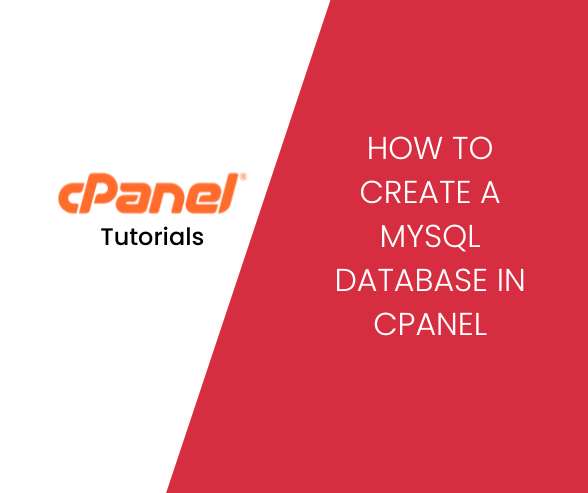 cPanel®
Tutorials
HOW TO
CREATE A
MYSQL
DATABASE IN
CPANEL